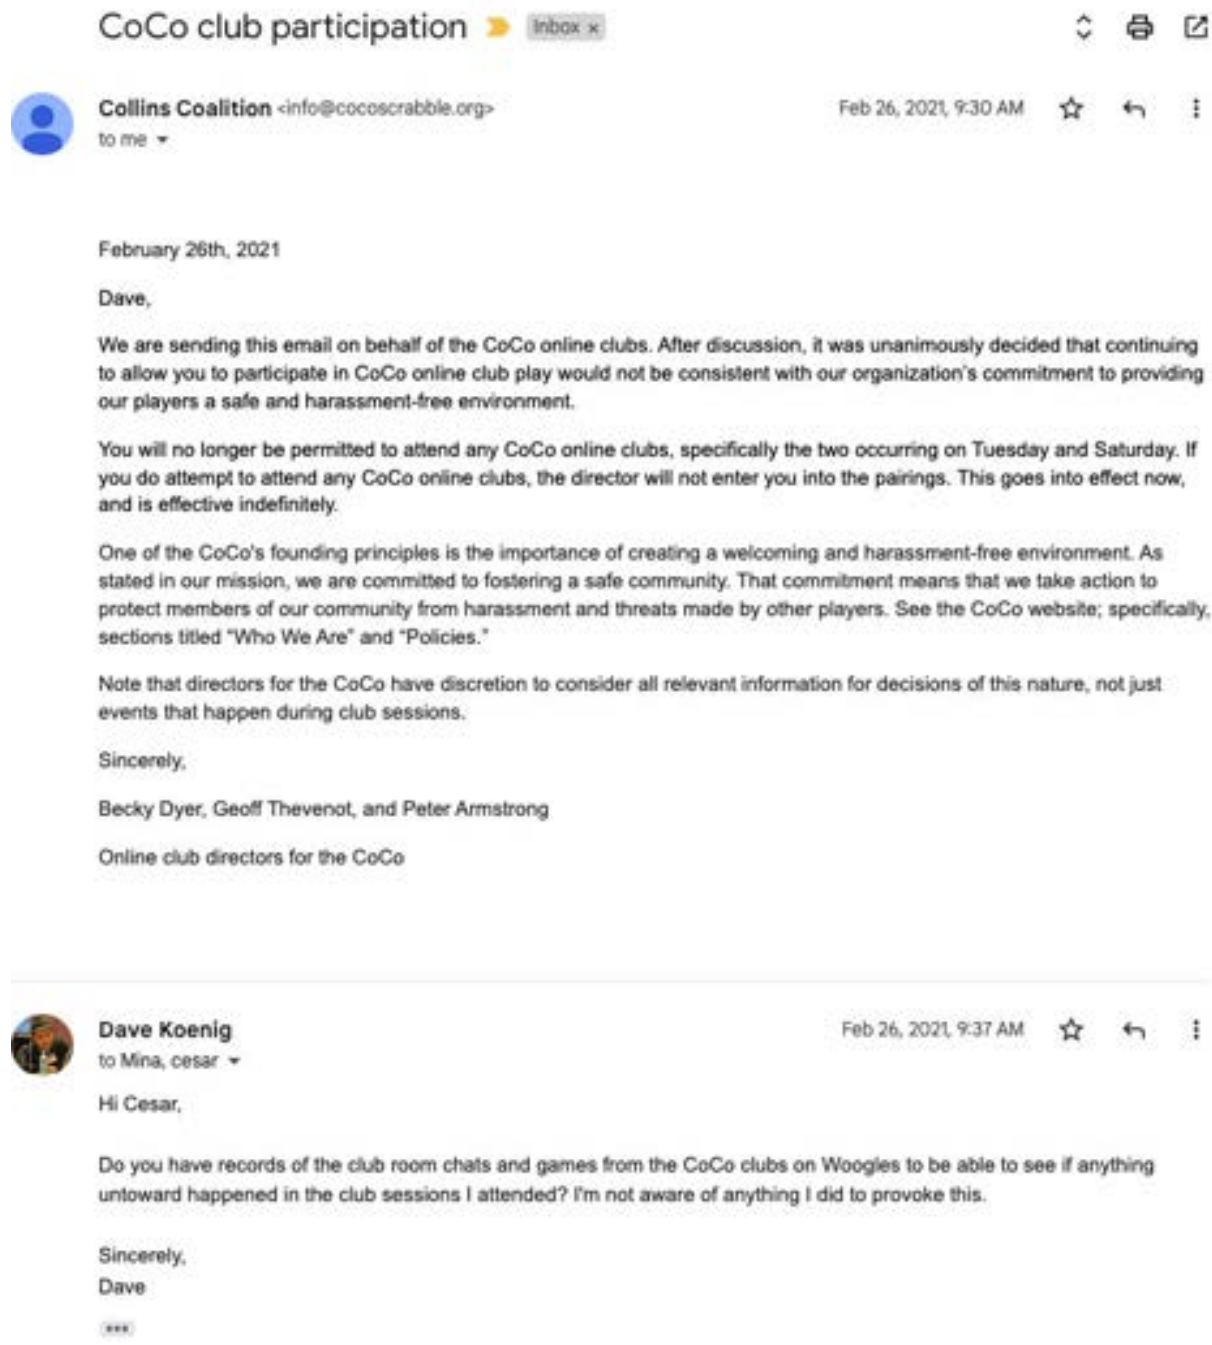 CoCo club participation
Inbox ×
Collins Coalition <info@cocoscrabble.org>
Feb 26, 2021, 9:30 AM
to me
February 26th, 2021
Dave,
We are sending this email on behalf of the CoCo online clubs. After discussion, it was unanimously decided that continuing
to allow you to participate in CoCo online club play would not be consistent with our organization's commitment to providing
our players a safe and harassment-free environment.
You will no longer be permitted to attend any CoCo online clubs, specifically the two occurring on Tuesday and Saturday. If
you do attempt to attend any CoCo online clubs, the director will not enter you into the pairings. This goes into effect now,
and is effective indefinitely.
One of the CoCo's founding principles is the importance of creating a welcoming and harassment-free environment. As
stated in our mission, we are committed to fostering a safe community. That commitment means that we take action to
protect members of our community from harassment and threats made by other players. See the CoCo website; specifically,
sections titled "Who We Are" and "Policies."
Note that directors for the CoCo have discretion to consider all relevant information for decisions of this nature, not just
events that happen during club sessions.
Sincerely,
Becky Dyer, Geoff Thevenot, and Peter Armstrong
Online club directors for the CoCo
Dave Koenig
Feb 26, 2021, 9:37 AM
to Mina, cesar
Hi Cesar,
Do you have records of the club room chats and games from the CoCo clubs on Woogles to be able to see if anything
untoward happened in the club sessions I attended? I'm not aware of anything I did to provoke this.
Sincerely,
Dave